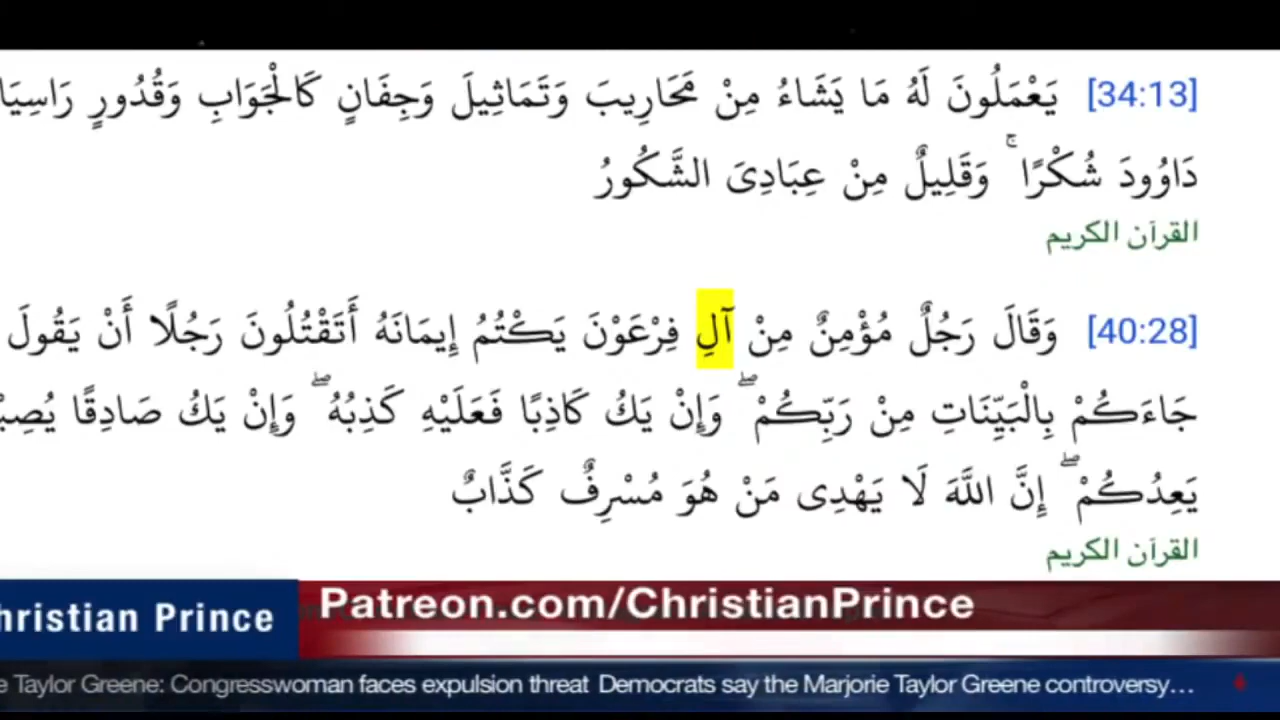 [34:13] يَعْمَلُونَ لَهُ مَا يَشَاءُ مِنْ مَحَارِيبَ وَتَمَاثِيلَ وَجِفَانٍ كَالْجَوَابِ وَقُدُورٍ
دَاوُودَ شُكْرًا ۚ وَقَلِيلٌ مِنْ عِبَادِىَ الشَّكُورُ
القرآن الكريم
[40:28] وَقَالَ رَجُلٌ مُؤْمِنٌ مِنْ آلِ فِرْعَوْنَ يَكْتُمُ إِيمَانَهُ أَتَقْتُلُونَ رَجُلًا أَنْ يَقُولَ
جَاءَكُمْ بِالْبَيِّنَاتِ مِنْ رَبِّكُمْ ۖ وَإِنْ يَكُ كَاذِبًا فَعَلَيْهِ كَذِبُهُ ۖ وَإِنْ يَكُ صَادِقًا
يَعِدُكُمْ ۖ إِنَّ اللَّهَ لَا يَهْدِى مَنْ هُوَ مُسْرِفٌ كَذَّابٌ
القرآن الكريم
Patreon.com/ChristianPrince
hristian Prince
e Taylor Greene: Congresswoman faces expulsion threat Democrats say the Marjorie Taylor Greene controversy...